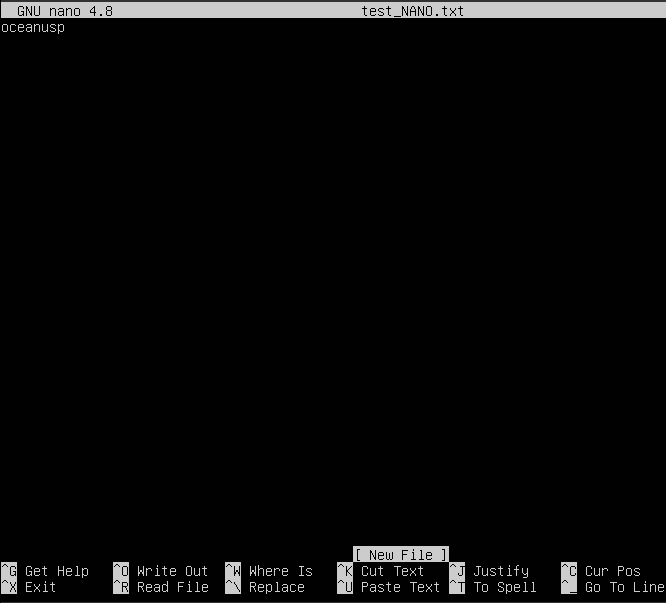 GNU nano 4.8 test_NANO.txt
oceanusp
[ New File ]
^G Get Help ^O Write Out ^W Where Is ^K Cut Text ^J Justify ^C Cur Pos
^X Exit ^R Read File ^\ Replace ^U Paste Text ^T To Spell ^_ Go To Line